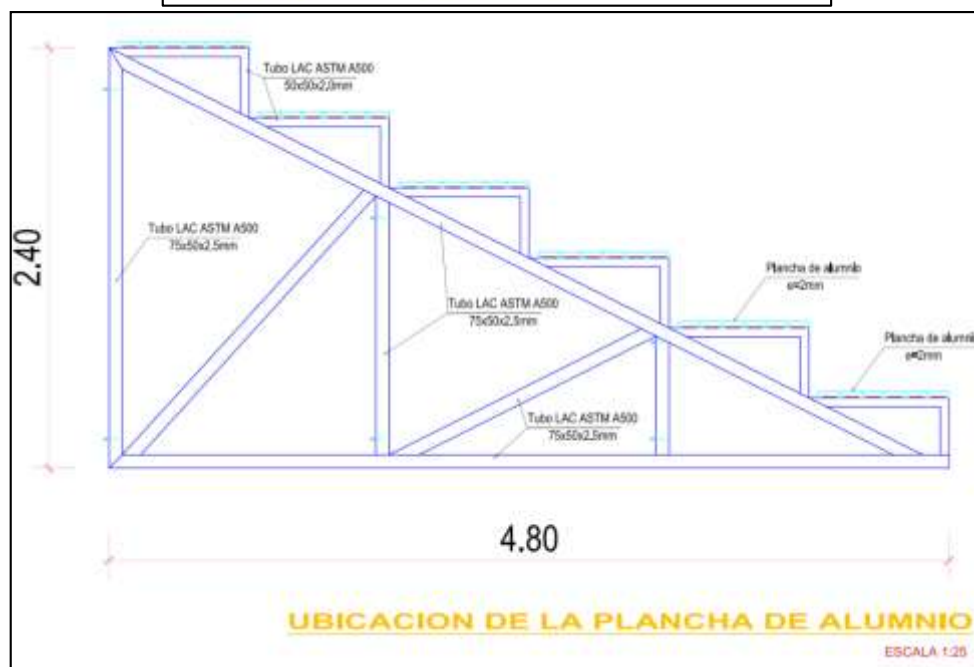 Tubo LAC ASTM A500
50x50x2,0mm
Tubo LAC ASTM A500
75x50x2,5mm
2.40
Plancha de alumnio
e=2mm
Tubo LAC ASTM A500
75x50x2,5mm
Plancha de alumni
e=2mm
Tubo LAC ASTM A500
75x50x2,5mm
4.80
UBICACION DE LA PLANCHA DE ALUMNIO
ESCALA 1:25